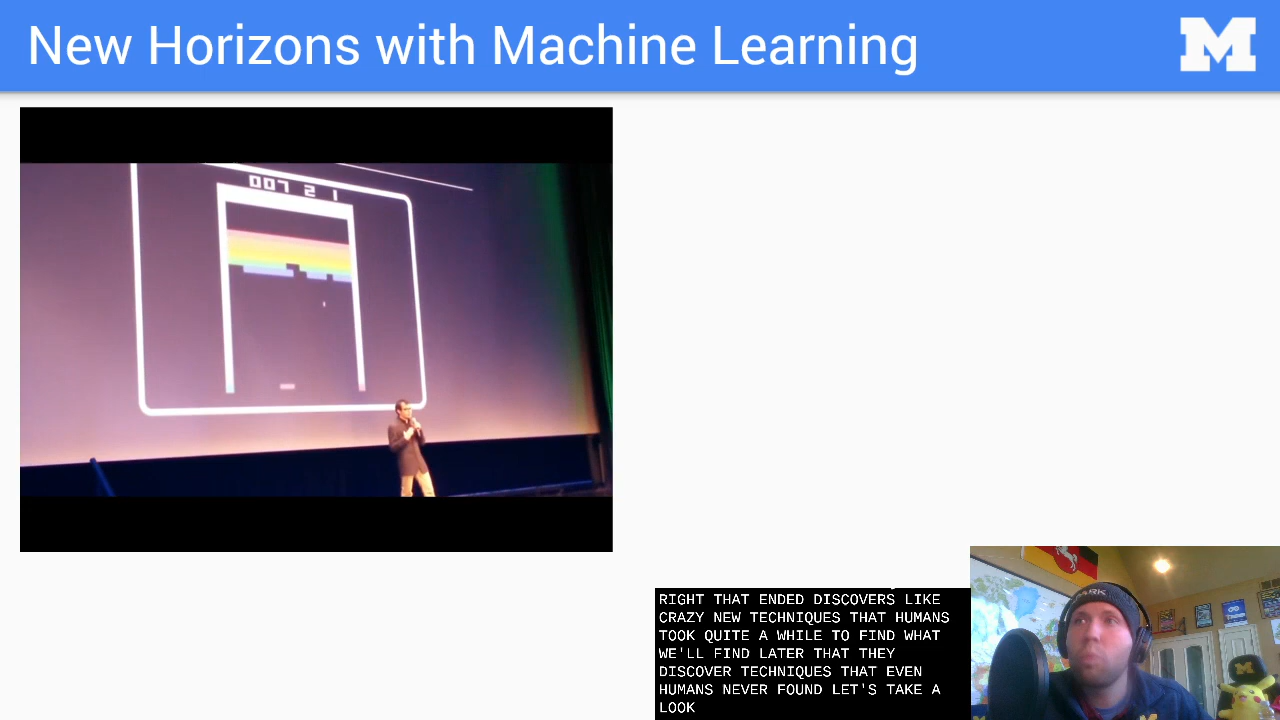 New Horizons with Machine Learning
M
007 2 1
RIGHT THAT ENDED DISCOVERS LIKE
CRAZY NEW TECHNIQUES THAT HUMANS
TOOK QUITE A WHILE TO FIND WHAT
WE'LL FIND LATER THAT THEY
DISCOVER TECHNIQUES THAT EVEN
HUMANS NEVER FOUND LET'S TAKE A
LOOK
M
M